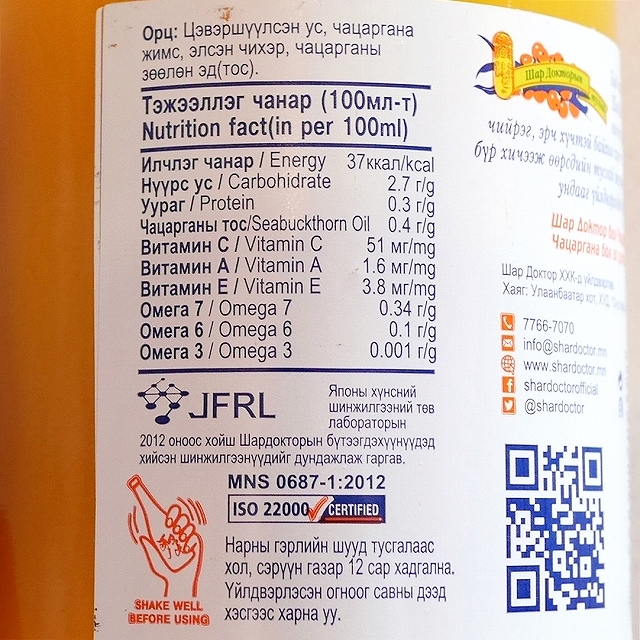 Орц: Цэвэршүүлсэн ус, чацаргана
жимс, элсэн чихэр, чацарганы
зөөлөн эд(тос).
Тэжээллэг чанар (100мл-т)
Nutrition fact(in per 100ml)
Илчлэг чанар / Energy 37ккал/kcal
Нүүрс ус / Carbohidrate 2.7 г/g
Уураг / Protein 0.3 г/g
Чацарганы тос/Seabuckthorn Oil 0.4 г/g
Витамин С / Vitamin C 51 мг/mg
Витамин А / Vitamin A 1.6 мг/mg
Витамин Е / Vitamin E 3.8 мг/mg
Омега 7 / Omega 7 0.34 г/g
Омега 6 / Omega 6 0.1 г/g
Омега 3 / Omega 3 0.001 г/g
JFRL
Японы хүнсний
шинжилгээний төв
лабораторын
2012 оноос хойш Шардокторын бүтээгдэхүүнүүдэд
хийсэн шинжилгээнүүдийг дундажлаж гаргав.
MNS 0687-1:2012
ISO 22000 CERTIFIED
Нарны гэрлийн шууд тусгалаас
хол, сэрүүн газар 12 сар хадгална.
Үйлдвэрлэсэн огноог савны дээд
хэсгээс харна уу.
SHAKE WELL
BEFORE USING
Шар Докторын
чийрэг, эрч хүчтэй
бүр хичээж өөрсдийн
ундааг
Шар Доктор
Чацаргана
Шар Доктор ХХК-д үйлдвэрлэв.
Хаяг: Улаанбаатар хот,
7766-7070
info@shardoctor.mn
www.shardoctor.mn
shardoctorofficial
@shardoctor